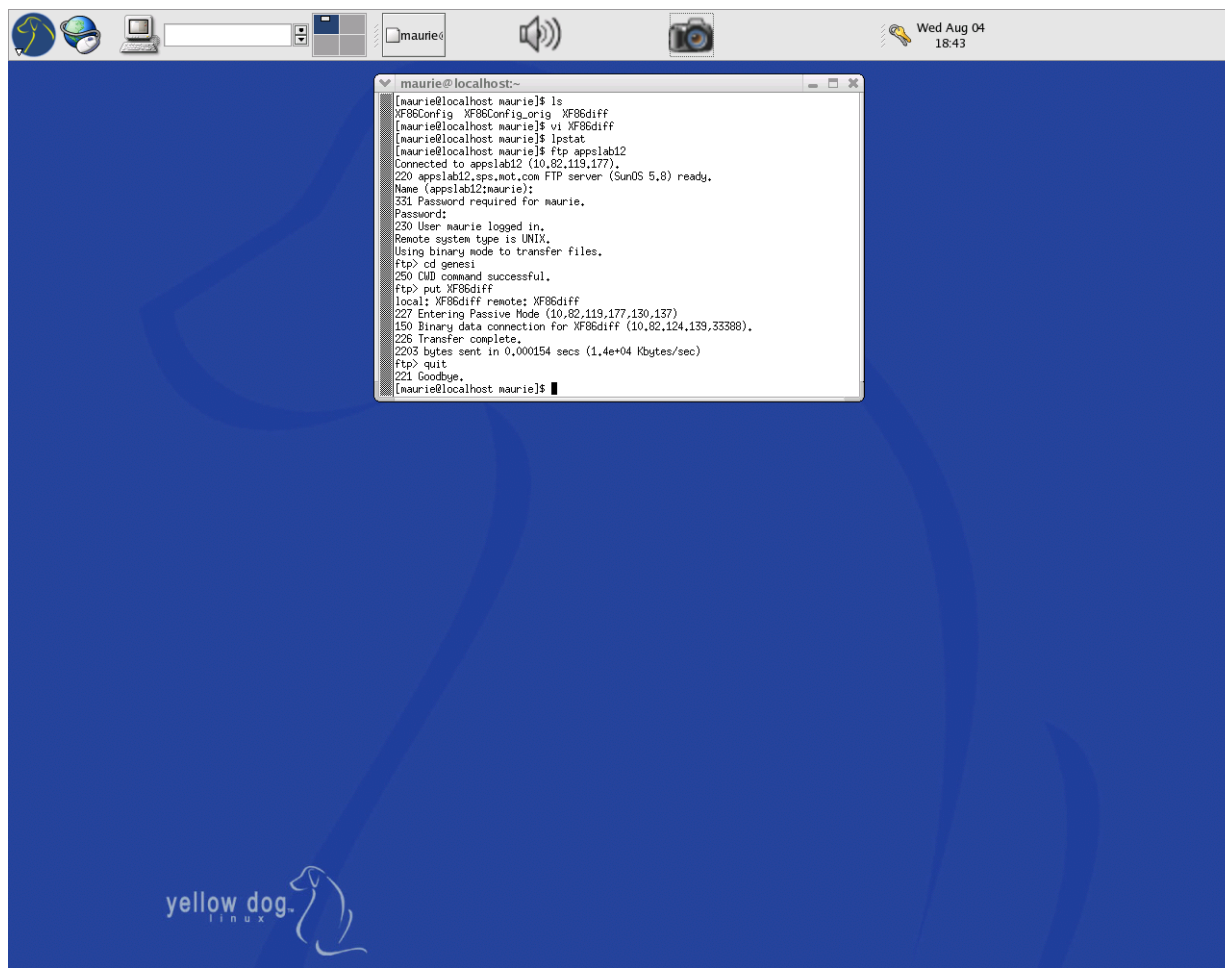 maurie@
Wed Aug 04
18:43
maurie@localhost:~
[maurie@localhost maurie]$ ls
XF86Config XF86Config_orig XF86diff
[maurie@localhost maurie]$ vi XF86diff
[maurie@localhost maurie]$ lpstat
[maurie@localhost maurie]$ ftp appslab12
Connected to appslab12 (10.82.119.177).
220 appslab12.sps.mot.com FTP server (SunOS 5.8) ready.
Name (appslab12:maurie):
331 Password required for maurie.
Password:
230 User maurie logged in.
Remote system type is UNIX.
Using binary mode to transfer files.
ftp> cd genesi
250 CWD command successful.
ftp> put XF86diff
local: XF86diff remote: XF86diff
227 Entering Passive Mode (10,82,119,177,130,137)
150 Binary data connection for XF86diff (10.82.124.139,33388).
226 Transfer complete.
2203 bytes sent in 0.000154 secs (1.4e+04 Kbytes/sec)
ftp> quit
221 Goodbye.
[maurie@localhost maurie]$
yellow dog™
linux